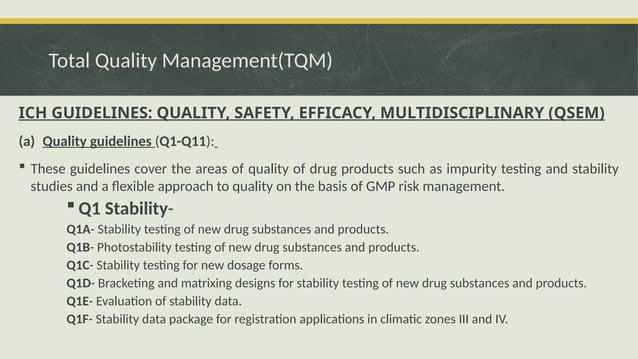 Total Quality Management(TQM)
ICH GUIDELINES: QUALITY, SAFETY, EFFICACY, MULTIDISCIPLINARY (QSEM)
(a) Quality guidelines (Q1-Q11):
▪ These guidelines cover the areas of quality of drug products such as impurity testing and stability
studies and a flexible approach to quality on the basis of GMP risk management.
▪ Q1 Stability-
Q1A- Stability testing of new drug substances and products.
Q1B- Photostability testing of new drug substances and products.
Q1C- Stability testing for new dosage forms.
Q1D- Bracketing and matrixing designs for stability testing of new drug substances and products.
Q1E- Evaluation of stability data.
Q1F- Stability data package for registration applications in climatic zones III and IV.